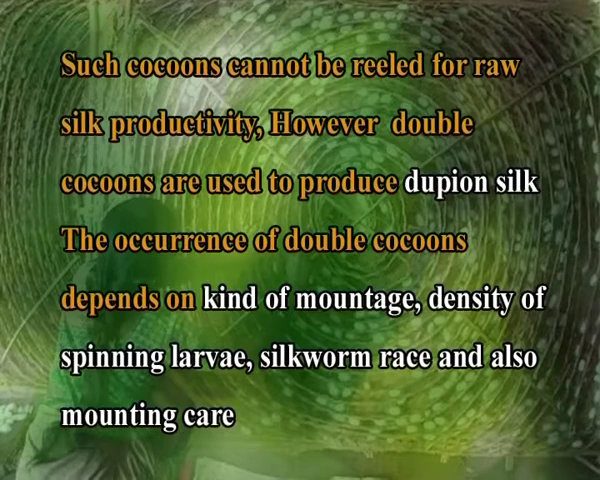 Such cocoons cannot be reeled for raw
silk productivity, However double
cocoons are used to produce dupion silk
The occurrence of double cocoons
depends on kind of mountage, density of
spinning larvae, silkworm race and also
mounting care